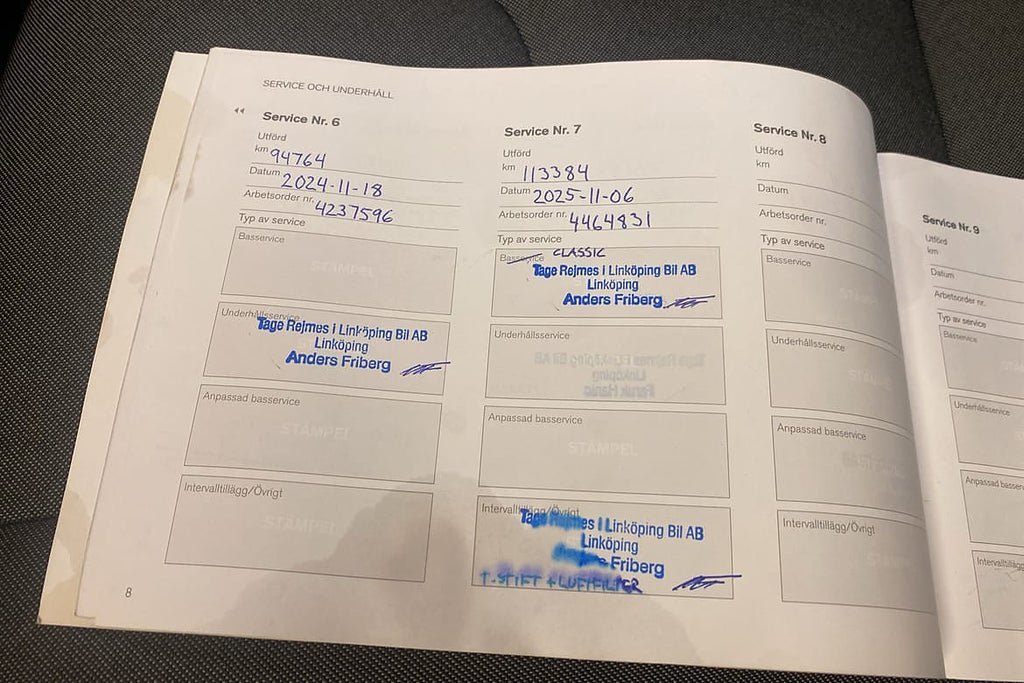 SERVICE OCH UNDERHÅLL
Service Nr. 6
Utförd
km 94764
Datum 2024-11-18
Arbetsorder nr. 4237596
Typ av service
Basservice
STÄMPEL
Underhållsservice
Tage Rejmes i Linköping Bil AB
Linköping
Anders Friberg
Anpassad basservice
STÄMPEL
Intervalltillägg/Övrigt
STÄMPEL
8
Service Nr. 7
Utförd
km 113384
Datum 2025-11-06
Arbetsorder nr. 4464831
Typ av service
Basservice CLASSIC
Tage Rejmes i Linköping Bil AB
Linköping
Anders Friberg
Underhållsservice
Anpassad basservice
STÄMPEL
Intervalltillägg/Övrigt
Tage Rejmes i Linköping Bil AB
Linköping
Anders Friberg
T-STIFT + LUFTFILTER
Service Nr. 8
Utförd
km
Datum
Arbetsorder nr.
Typ av service
Basservice
Underhållsservice
Anpassad basservice
Intervalltillägg/Övrigt
Service Nr. 9
Utförd
km
Datum
Arbetsorder nr.
Typ av service
Basservice
Underhållsservice
Anpassad
Intervalltillägg